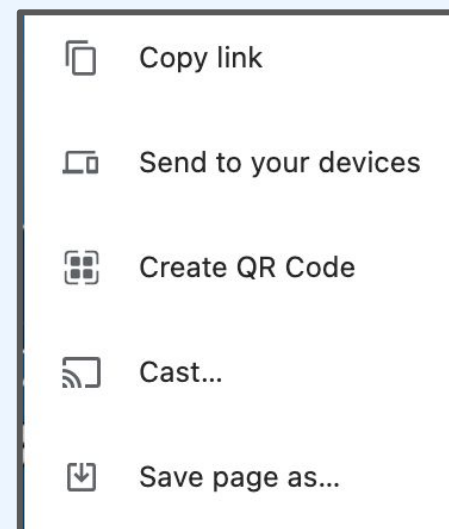 Copy link
Send to your devices
Create QR Code
Cast...
Save page as...